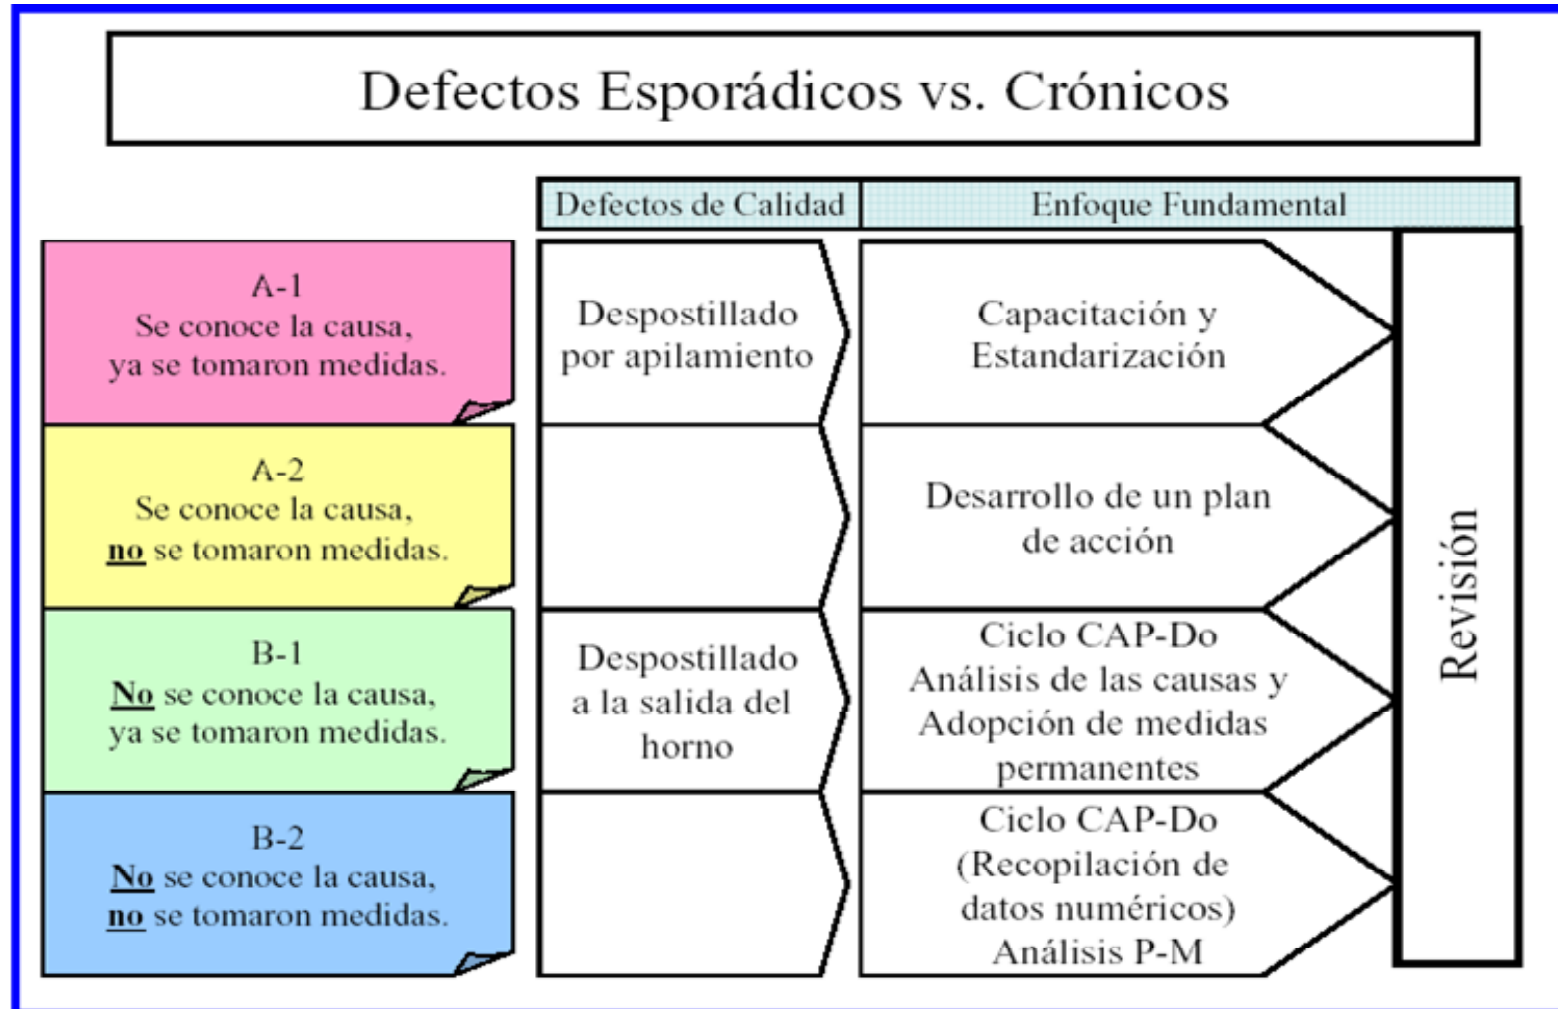 Defectos Esporádicos vs. Crónicos
Defectos de Calidad
Enfoque Fundamental
A-1
Se conoce la causa,
ya se tomaron medidas.
Despostillado
por apilamiento
Capacitación y
Estandarización
A-2
Se conoce la causa,
no se tomaron medidas.
Desarrollo de un plan
de acción
B-1
No se conoce la causa,
ya se tomaron medidas.
Despostillado
a la salida del
horno
Ciclo CAP-Do
Análisis de las causas y
Adopción de medidas
permanentes
B-2
No se conoce la causa,
no se tomaron medidas.
Ciclo CAP-Do
(Recopilación de
datos numéricos)
Análisis P-M
Revisión